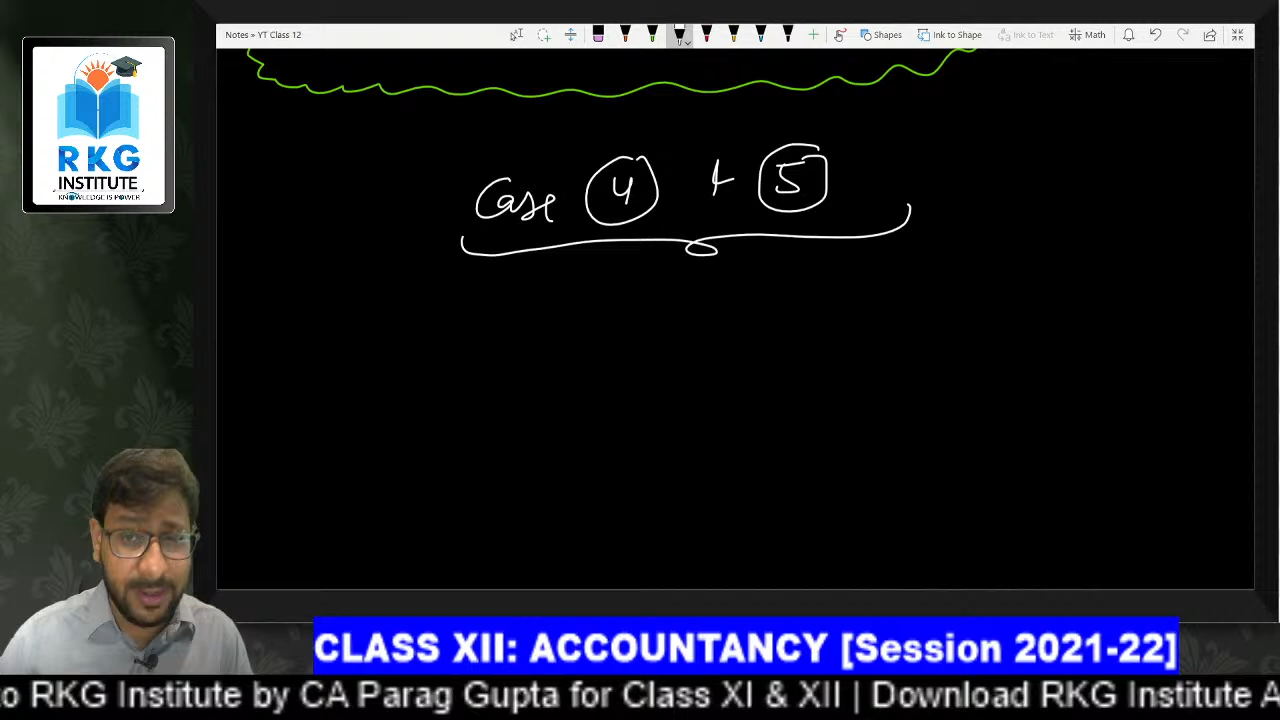 Notes » YT Class 12
Shapes
Ink to Shape
Ink to Text
Math
RKG
INSTITUTE
KNOWLEDGE IS POWER
Case 4 + 5
CLASS XII: ACCOUNTANCY [Session 2021-22]
to RKG Institute by CA Parag Gupta for Class XI & XII | Download RKG Institute A